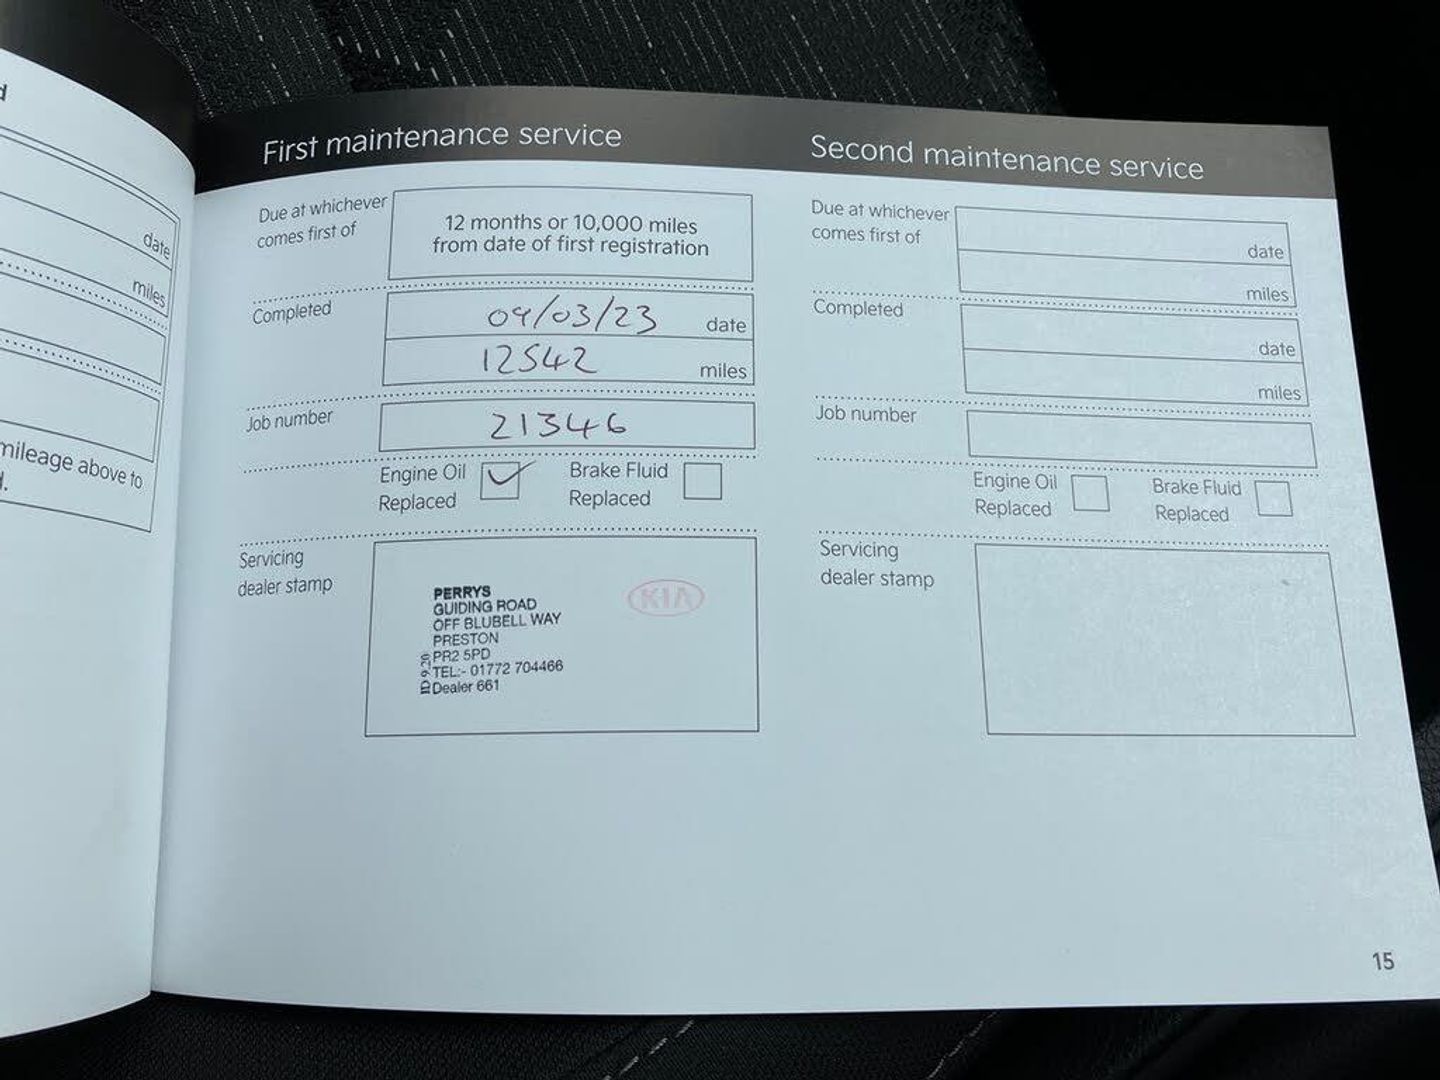 d
date
miles
mileage above to
d.
First maintenance service
Due at whichever
comes first of
12 months or 10,000 miles
from date of first registration
Completed
09/03/23 date
12542 miles
Job number
21346
Engine Oil
Replaced
Brake Fluid
Replaced
Servicing
dealer stamp
PERRYS
GUIDING ROAD
OFF BLUBELL WAY
PRESTON
PR2 5PD
TEL:- 01772 704466
Dealer 661
KIA
Second maintenance service
Due at whichever
comes first of
date
miles
Completed
date
miles
Job number
Engine Oil
Replaced
Brake Fluid
Replaced
Servicing
dealer stamp
15